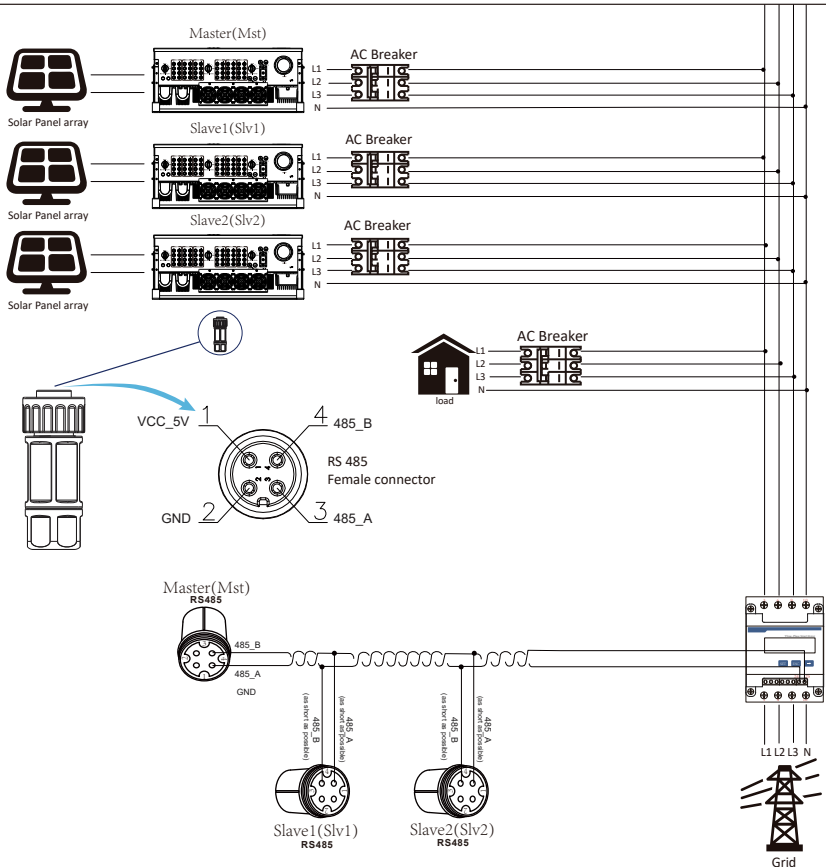 Master(Mst)
AC Breaker
L1
L2
L3
N
Solar Panel array
Slave1(Slv1)
AC Breaker
L1
L2
L3
N
Solar Panel array
Slave2(Slv2)
AC Breaker
L1
L2
L3
N
Solar Panel array
AC Breaker
L1
L2
L3
N
load
VCC_5V 1
4 485_B
1 4
2 3
RS 485
Female connector
GND 2
3 485_A
Master(Mst)
RS485
485_B
485_A
GND
485_B
(as short as possible)
485_A
(as short as possible)
485_B
(as short as possible)
485_A
(as short as possible)
Slave1(Slv1)
RS485
Slave2(Slv2)
RS485
L1 L2 L3 N
Grid